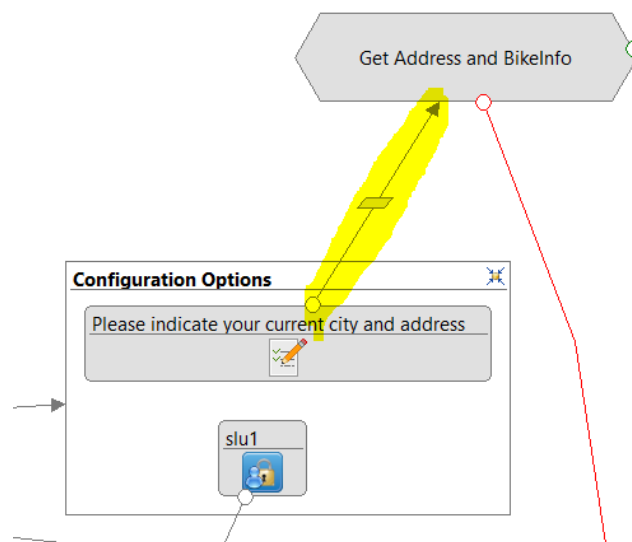 Get Address and BikeInfo
Configuration Options
Please indicate your current city and address
slu1